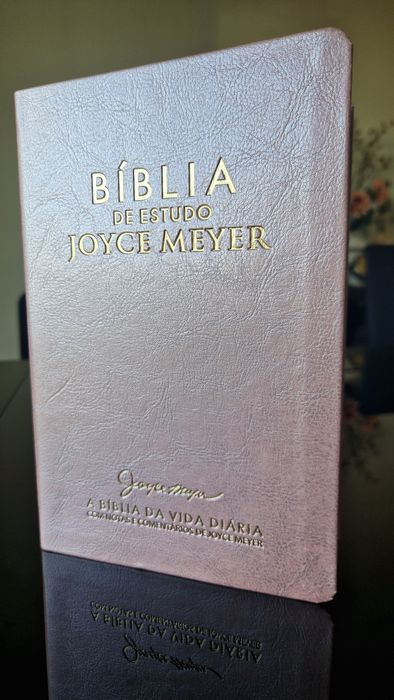 BÍBLIA
DE ESTUDO
JOYCE MEYER
Joyce Meyer
A BÍBLIA DA VIDA DIÁRIA
COM NOTAS E COMENTÁRIOS DE JOYCE MEYER